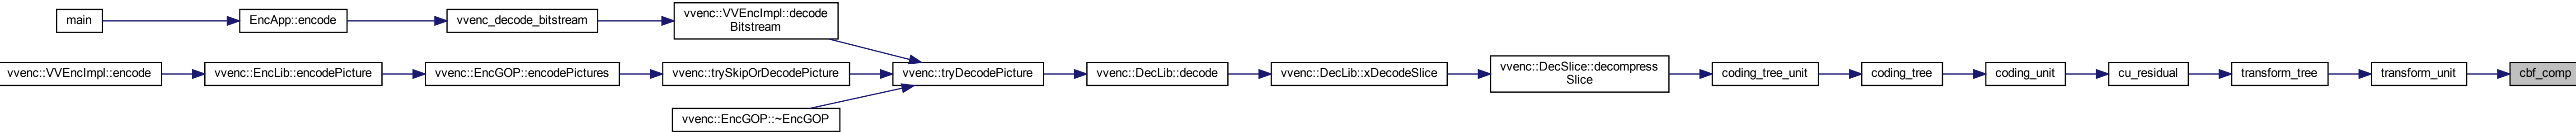 main
EncApp::encode
vvenc_decode_bitstream
vvenc::VVEncImpl::decode
Bitstream
vvenc::VVEncImpl::encode
vvenc::EncLib::encodePicture
vvenc::EncGOP::encodePictures
vvenc::trySkipOrDecodePicture
vvenc::tryDecodePicture
vvenc::DecLib::decode
vvenc::DecLib::xDecodeSlice
vvenc::DecSlice::decompress
Slice
coding_tree_unit
coding_tree
coding_unit
cu_residual
transform_tree
transform_unit
cbf_comp
vvenc::EncGOP::~EncGOP